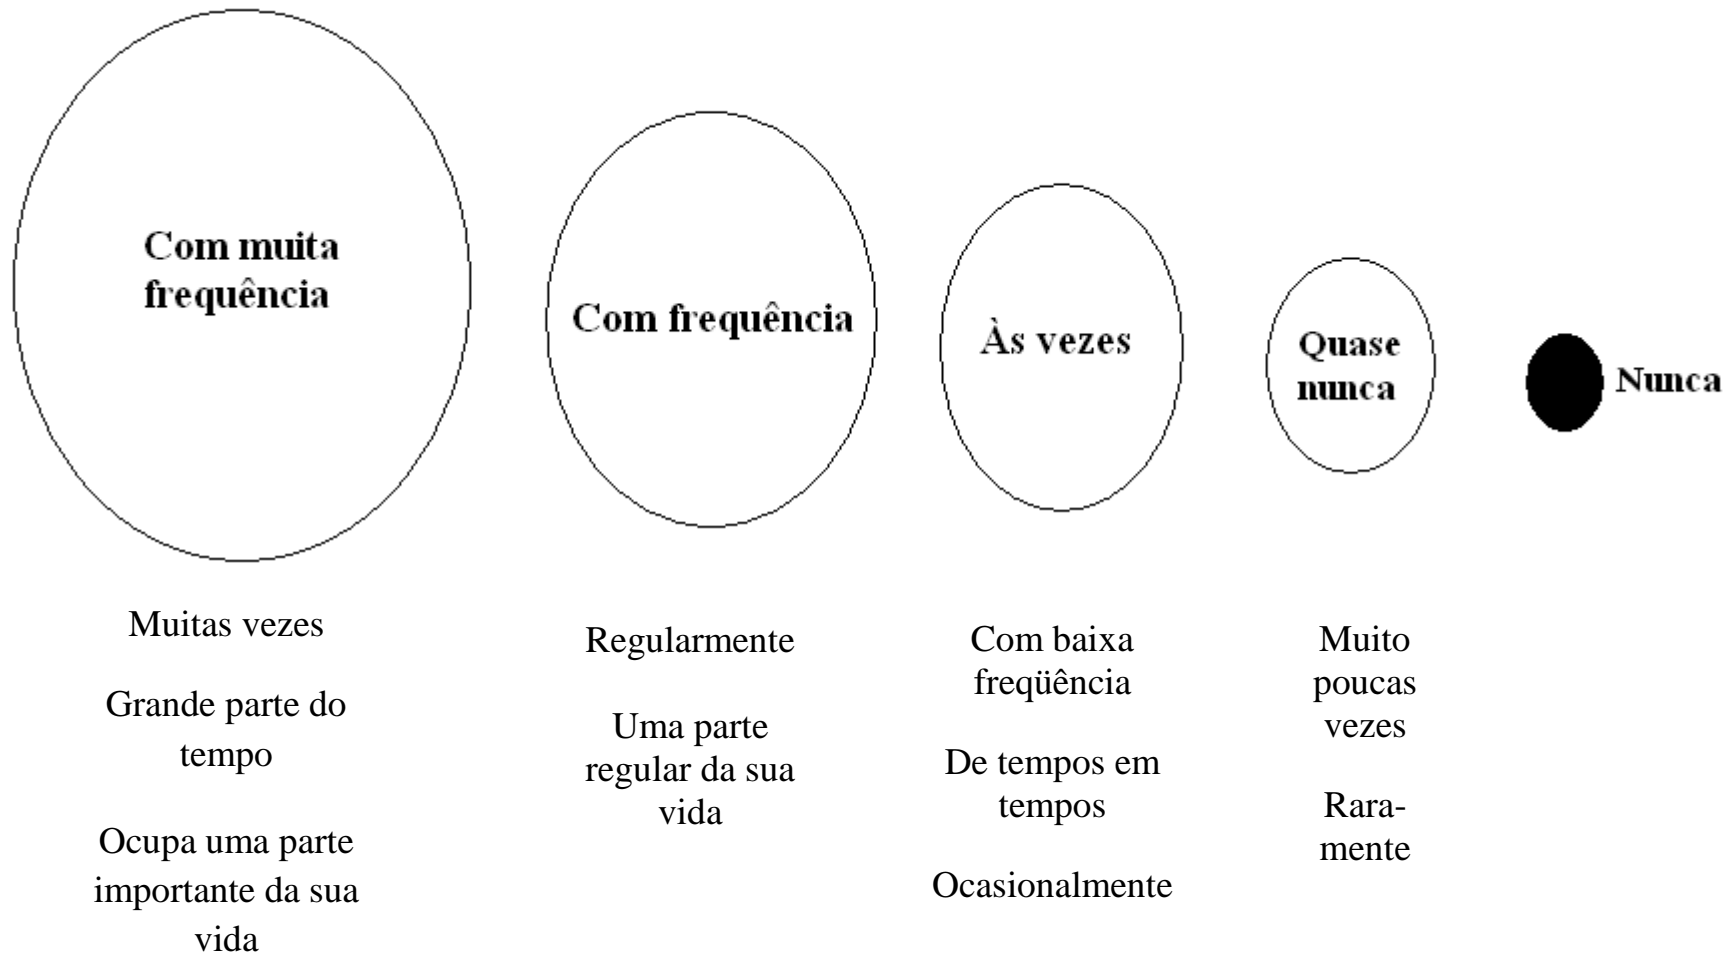 Com muita
frequência
Com frequência
Às vezes
Quase
nunca
Nunca
Muitas vezes
Grande parte do
tempo
Ocupa uma parte
importante da sua
vida
Regularmente
Uma parte
regular da sua
vida
Com baixa
freqüência
De tempos em
tempos
Ocasionalmente
Muito
poucas
vezes
Rara-
mente